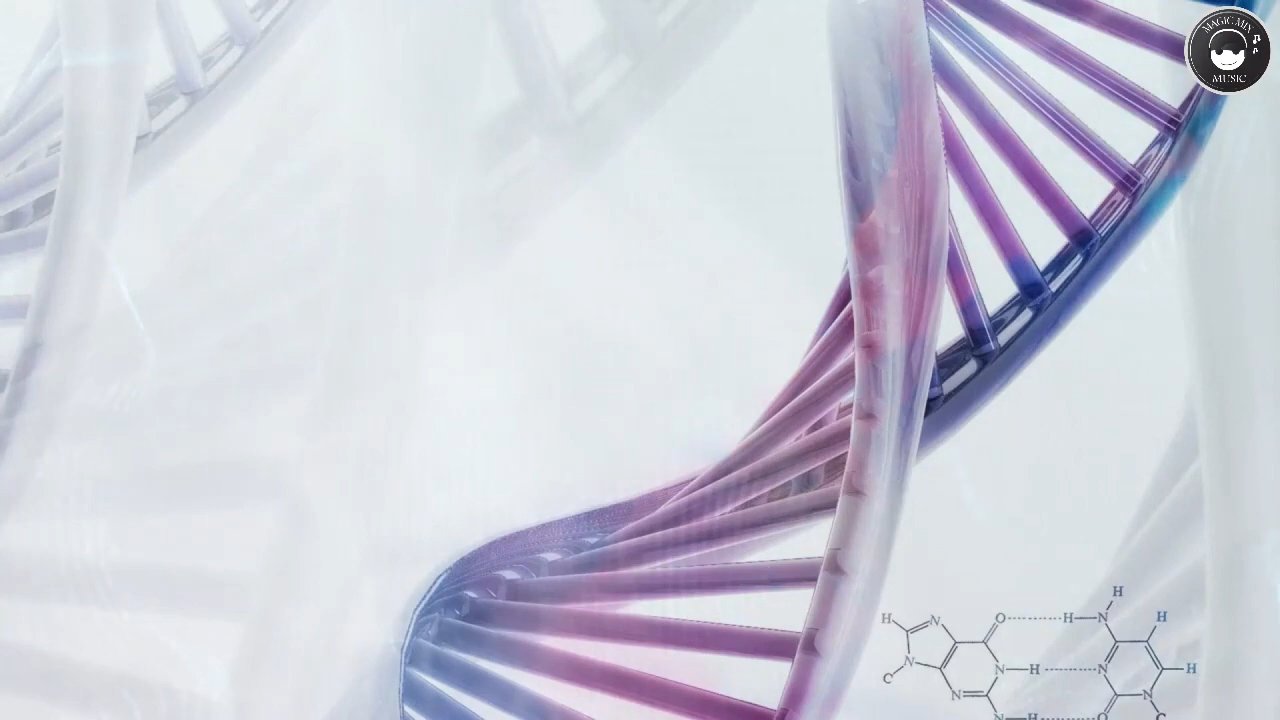 MAGIC MIX
MUSIC
H
H N O H N H
N N H N H
C N
N H O N C